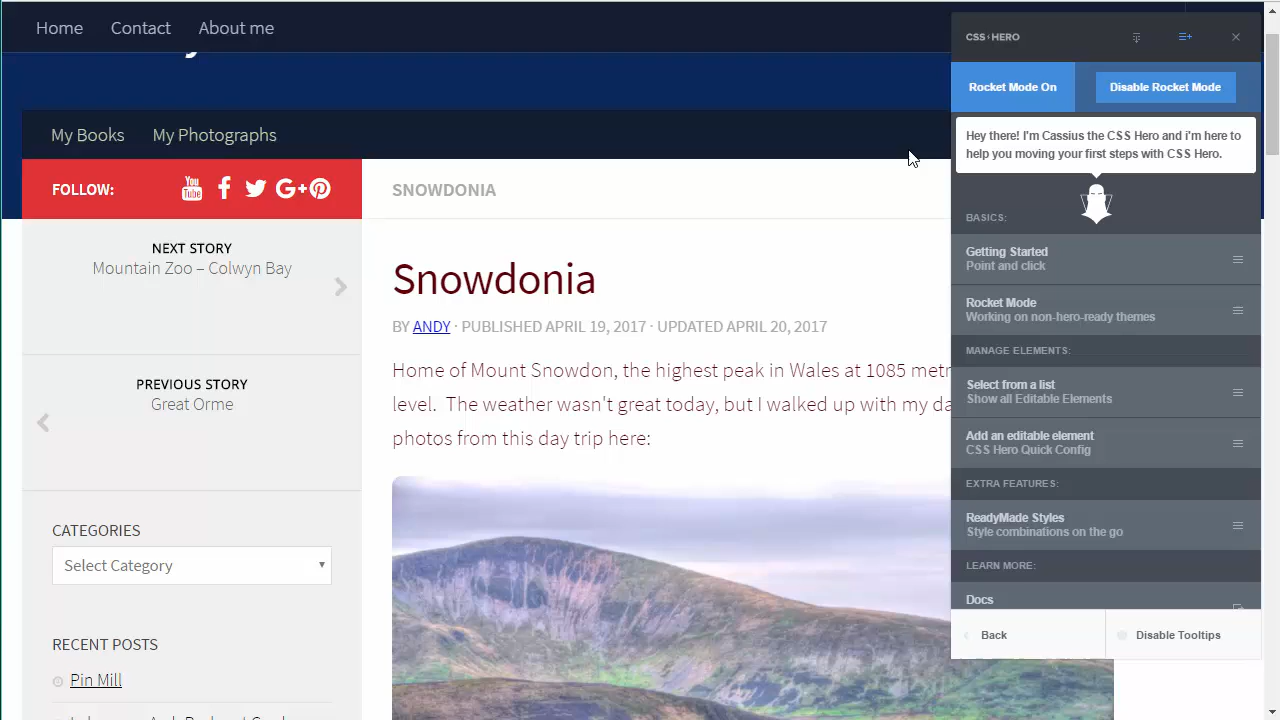 Home Contact About me
My Books My Photographs
FOLLOW:
You Tube
SNOWDONIA
NEXT STORY
Mountain Zoo – Colwyn Bay
PREVIOUS STORY
Great Orme
CATEGORIES
Select Category
RECENT POSTS
Pin Mill
Snowdonia
BY ANDY · PUBLISHED APRIL 19, 2017 · UPDATED APRIL 20, 2017
Home of Mount Snowdon, the highest peak in Wales at 1085 metr
level. The weather wasn't great today, but I walked up with my da
photos from this day trip here:
CSS HERO
Rocket Mode On
Disable Rocket Mode
Hey there! I'm Cassius the CSS Hero and i'm here to
help you moving your first steps with CSS Hero.
BASICS:
Getting Started
Point and click
Rocket Mode
Working on non-hero-ready themes
MANAGE ELEMENTS:
Select from a list
Show all Editable Elements
Add an editable element
CSS Hero Quick Config
EXTRA FEATURES:
ReadyMade Styles
Style combinations on the go
LEARN MORE:
Docs
Back
Disable Tooltips